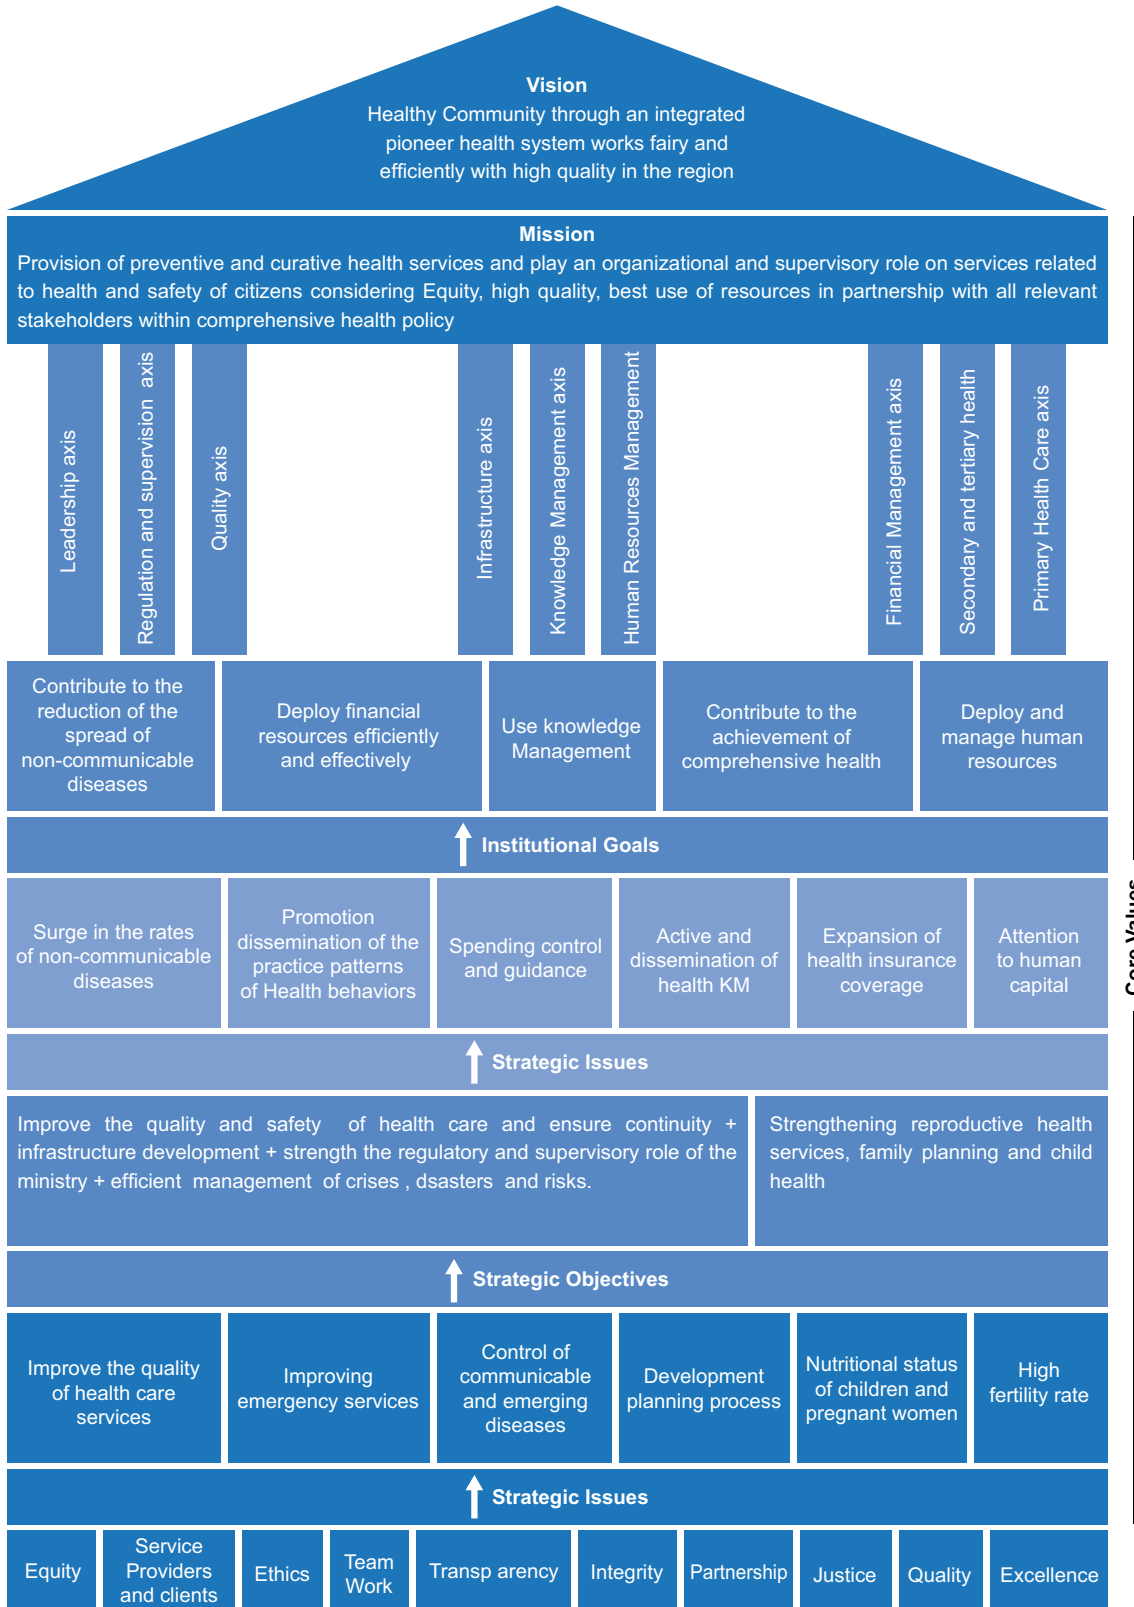 Vision
Healthy Community through an integrated
pioneer health system works fairy and
efficiently with high quality in the region
Mission
Provision of preventive and curative health services and play an organizational and supervisory role on services related
to health and safety of citizens considering Equity, high quality, best use of resources in partnership with all relevant
stakeholders within comprehensive health policy
Leadership axis
Regulation and supervision axis
Quality axis
Infrastructure axis
Knowledge Management axis
Human Resources Management
Financial Management axis
Secondary and tertiary health
Primary Health Care axis
Contribute to the
reduction of the
spread of
non-communicable
diseases
Deploy financial
resources efficiently
and effectively
Use knowledge
Management
Contribute to the
achievement of
comprehensive health
Deploy and
manage human
resources
Institutional Goals
Surge in the rates
of non-communicable
diseases
Promotion
dissemination of the
practice patterns
of Health behaviors
Spending control
and guidance
Active and
dissemination of
health KM
Expansion of
health insurance
coverage
Attention
to human
capital
Strategic Issues
Improve the quality and safety of health care and ensure continuity +
infrastructure development + strength the regulatory and supervisory role of the
ministry + efficient management of crises , dsasters and risks.
Strengthening reproductive health
services, family planning and child
health
Strategic Objectives
Improve the quality
of health care
services
Improving
emergency services
Control of
communicable
and emerging
diseases
Development
planning process
Nutritional status
of children and
pregnant women
High
fertility rate
Strategic Issues
Equity
Service
Providers
and clients
Ethics
Team
Work
Transp arency
Integrity
Partnership
Justice
Quality
Excellence
Core Values